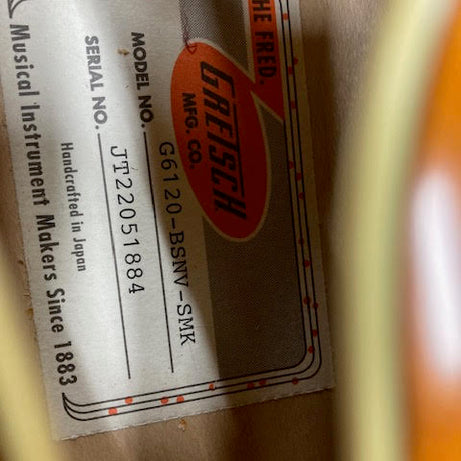 THE FRED.
GRETSCH
MFG. CO.
MODEL NO. G6120-BSNV-SMK
SERIAL NO. JT22051884
Handcrafted in Japan
Musical Instrument Makers Since 1883